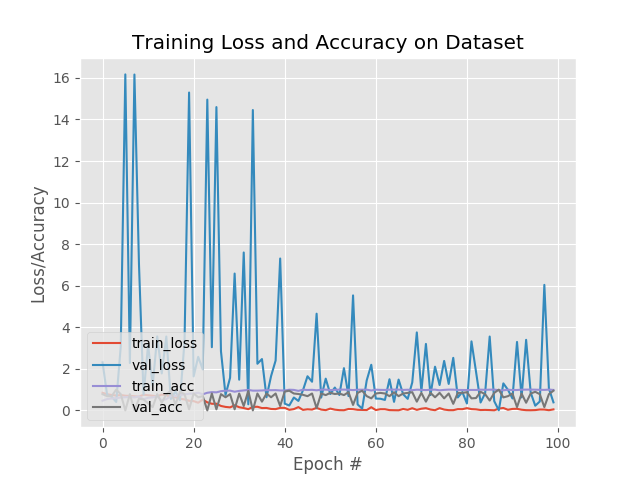 Training Loss and Accuracy on Dataset
Loss/Accuracy
16
14
12
10
8
6
4
2
0
train_loss
val_loss
train_acc
val_acc
0 20 40 60 80 100
Epoch #